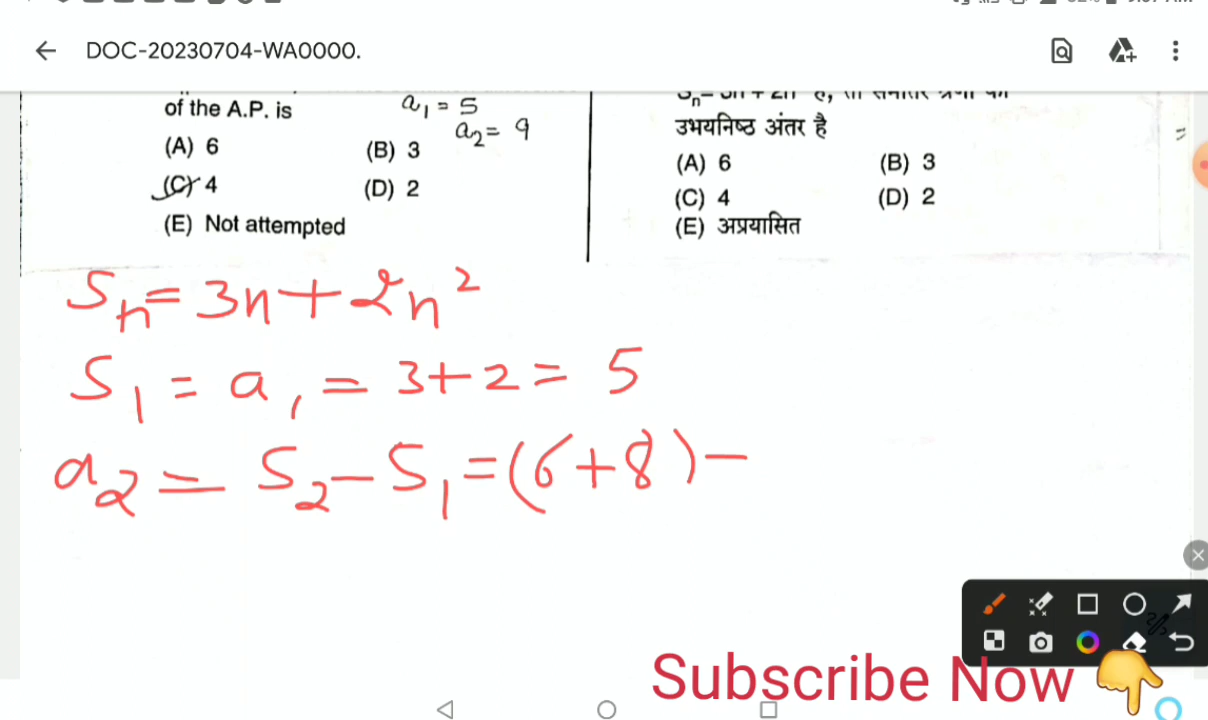 DOC-20230704-WA0000.
of the A.P. is
a₁ = 5
a₂ = 9
(A) 6
(B) 3
(C) 4
(D) 2
(E) Not attempted
उभयनिष्ठ अंतर है
(A) 6
(B) 3
(C) 4
(D) 2
(E) अप्रयासित
Sₙ = 3n + 2n²
S₁ = a₁ = 3+2 = 5
a₂ = S₂ - S₁ = (6+8) -
Subscribe Now